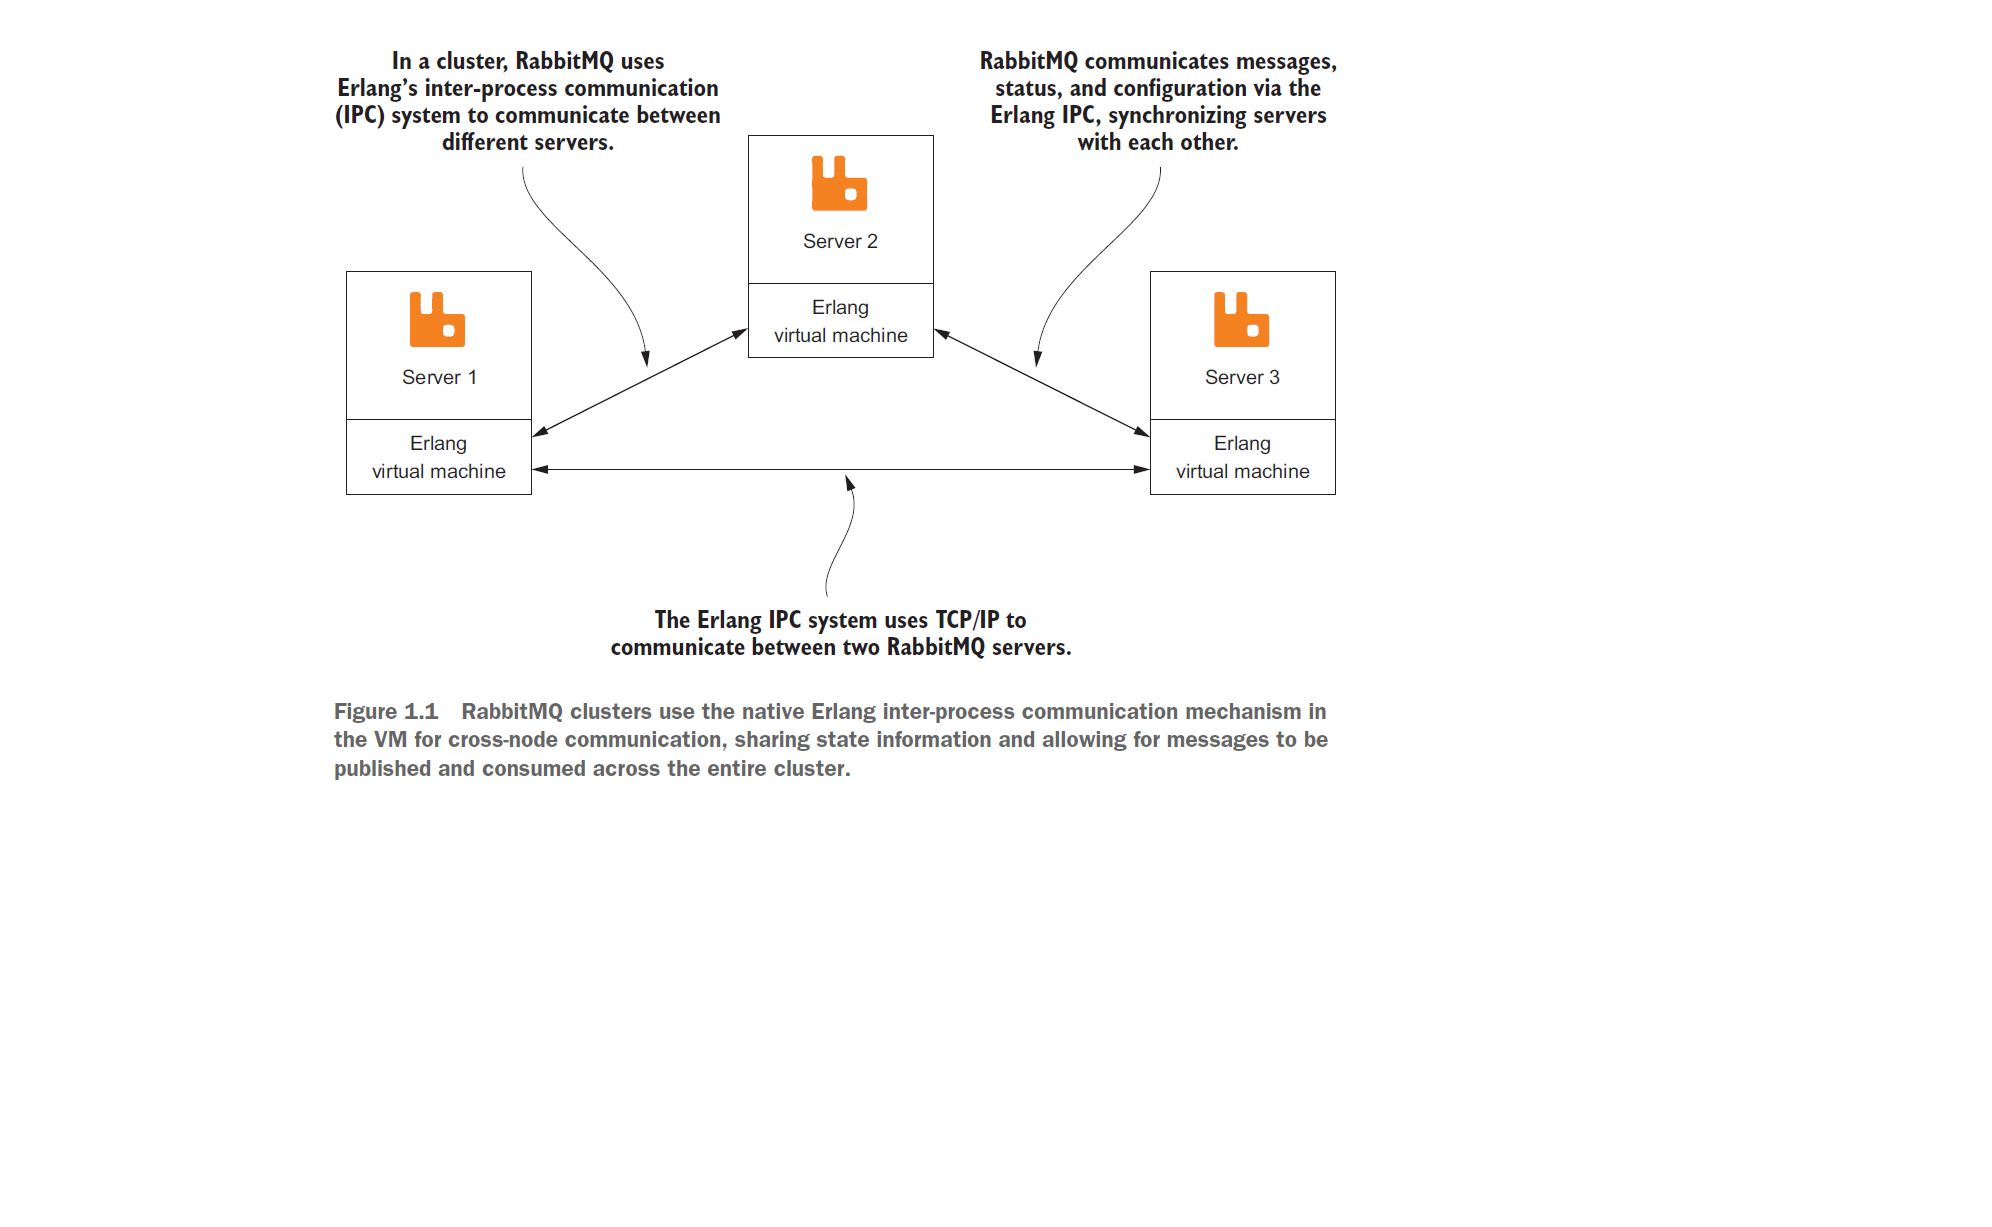 In a cluster, RabbitMQ uses
Erlang's inter-process communication
(IPC) system to communicate between
different servers.
RabbitMQ communicates messages,
status, and configuration via the
Erlang IPC, synchronizing servers
with each other.
Server 2
Erlang
virtual machine
Server 1
Erlang
virtual machine
Server 3
Erlang
virtual machine
The Erlang IPC system uses TCP/IP to
communicate between two RabbitMQ servers.
Figure 1.1 RabbitMQ clusters use the native Erlang inter-process communication mechanism in
the VM for cross-node communication, sharing state information and allowing for messages to be
published and consumed across the entire cluster.